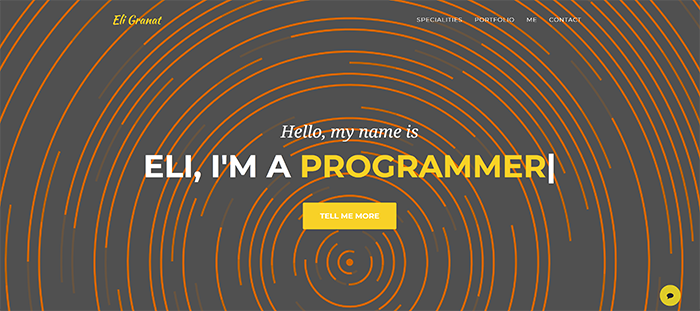 Eli Granat
SPECIALITIES PORTFOLIO ME CONTACT
Hello, my name is
ELI, I'M A PROGRAMMER|
TELL ME MORE